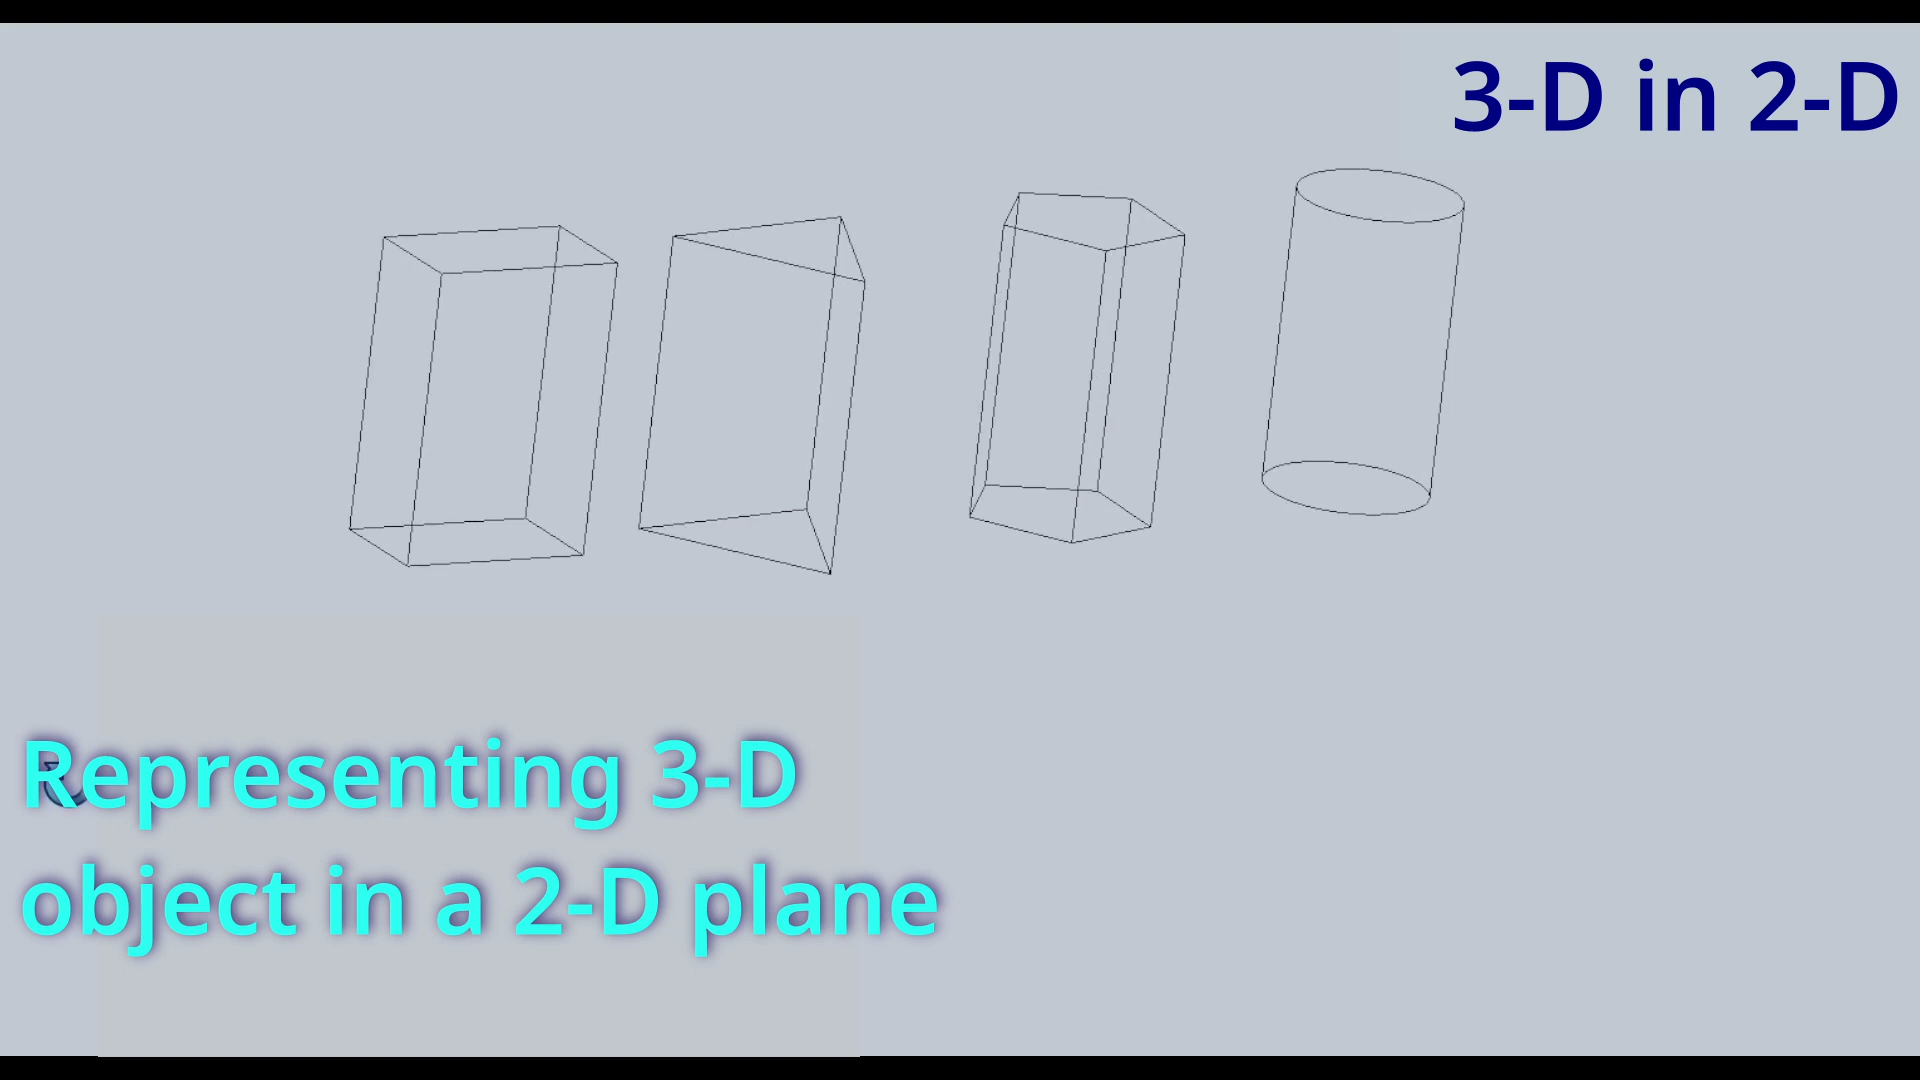 3-D in 2-D
Representing 3-D
object in a 2-D plane